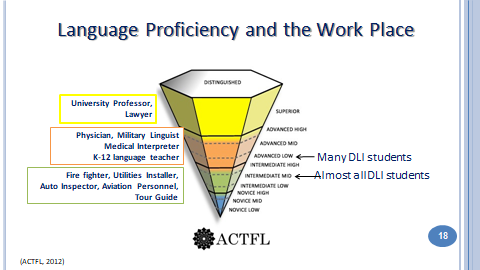 Language Proficiency and the Work Place
DISTINGUISHED
University Professor,
Lawyer
SUPERIOR
Physician, Military Linguist
Medical Interpreter
K-12 language teacher
ADVANCED HIGH
ADVANCED MID
ADVANCED LOW
Many DLI students
INTERMEDIATE HIGH
Fire fighter, Utilities Installer,
Auto Inspector, Aviation Personnel,
Tour Guide
INTERMEDIATE MID
Almost all DLI students
INTERMEDIATE LOW
NOVICE HIGH
NOVICE MID
NOVICE LOW
ACTFL
18
(ACTFL, 2012)